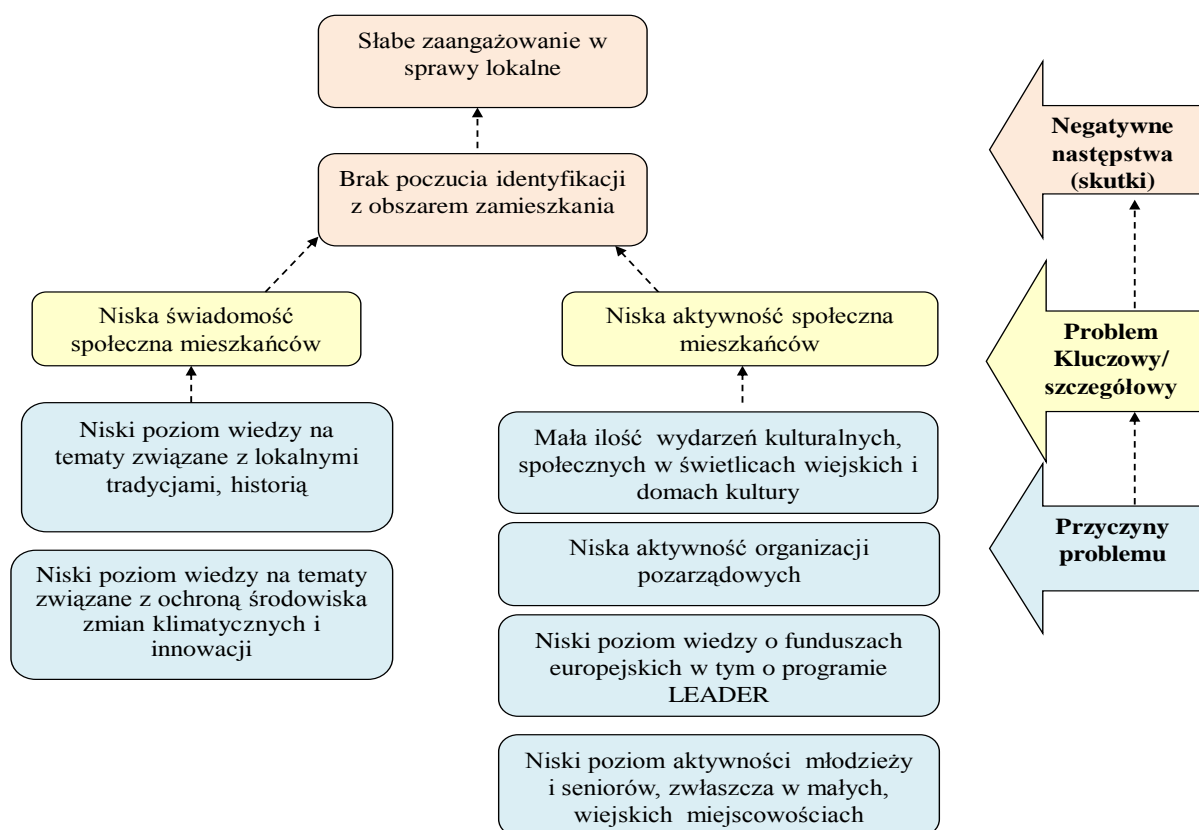 Słabe zaangażowanie w
sprawy lokalne
Negatywne
następstwa
(skutki)
Brak poczucia identyfikacji
z obszarem zamieszkania
Niska świadomość
społeczna mieszkańców
Niska aktywność społeczna
mieszkańców
Problem
Kluczowy/
szczegółowy
Niski poziom wiedzy na
tematy związane z lokalnymi
tradycjami, historią
Mała ilość wydarzeń kulturalnych,
społecznych w świetlicach wiejskich i
domach kultury
Przyczyny
problemu
Niski poziom wiedzy na tematy
związane z ochroną środowiska
zmian klimatycznych i
innowacji
Niska aktywność organizacji
pozarządowych
Niski poziom wiedzy o funduszach
europejskich w tym o programie
LEADER
Niski poziom aktywności młodzieży
i seniorów, zwłaszcza w małych,
wiejskich miejscowościach